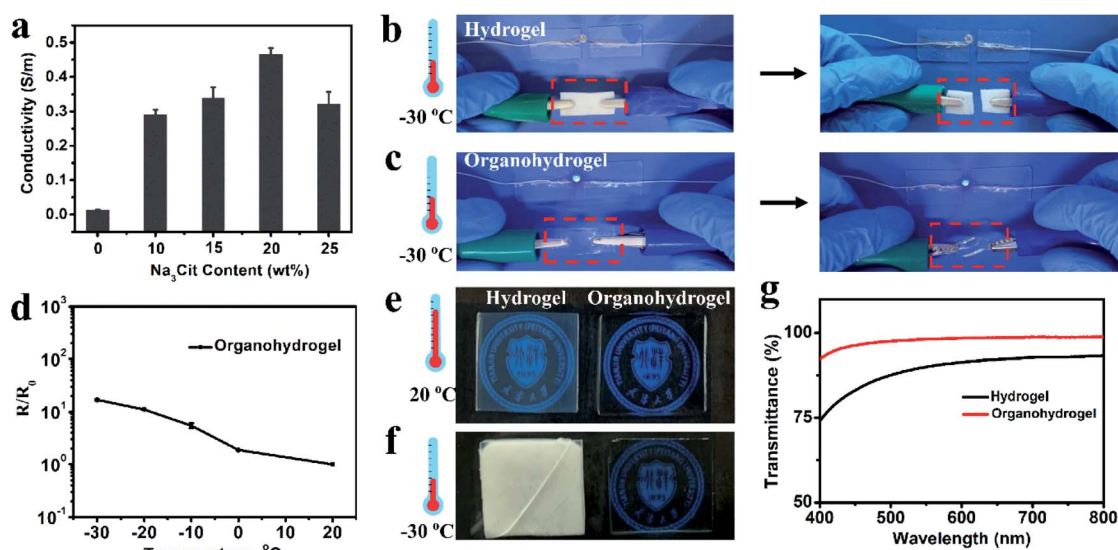 a
Conductivity (S/m)
0.5
0.4
0.3
0.2
0.1
0.0
0
10
15
20
25
Na₃Cit Content (wt%)
b
Hydrogel
-30 °C
c
Organohydrogel
-30 °C
d
R/R₀
10³
10²
10¹
10⁰
10⁻¹
Organohydrogel
-30
-20
-10
0
10
20
e
Hydrogel
Organohydrogel
20 °C
f
-30 °C
g
Transmittance (%)
100
75
50
Hydrogel
Organohydrogel
400
500
600
700
800
Wavelength (nm)